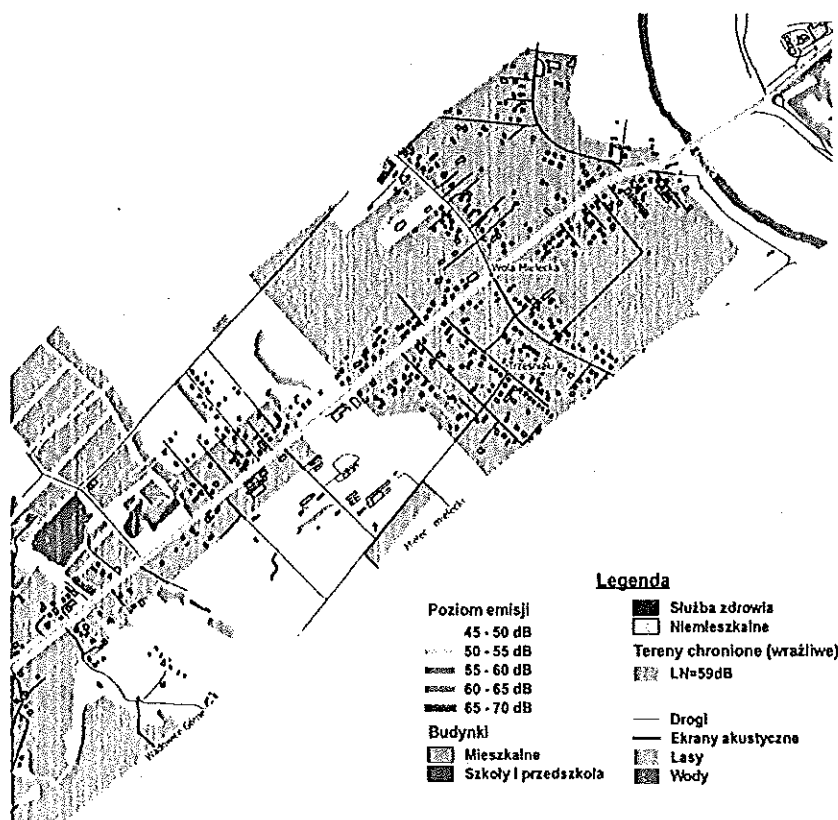 Wola Mielecka
Legenda
Poziom emisji
45 - 50 dB
50 - 55 dB
55 - 60 dB
60 - 65 dB
65 - 70 dB
Budynki
Mieszkalne
Szkoły i przedszkola
Służba zdrowia
Niemieszkalne
Tereny chronione (wrażliwe)
LN=59dB
Drogi
Ekrany akustyczne
Lasy
Wody